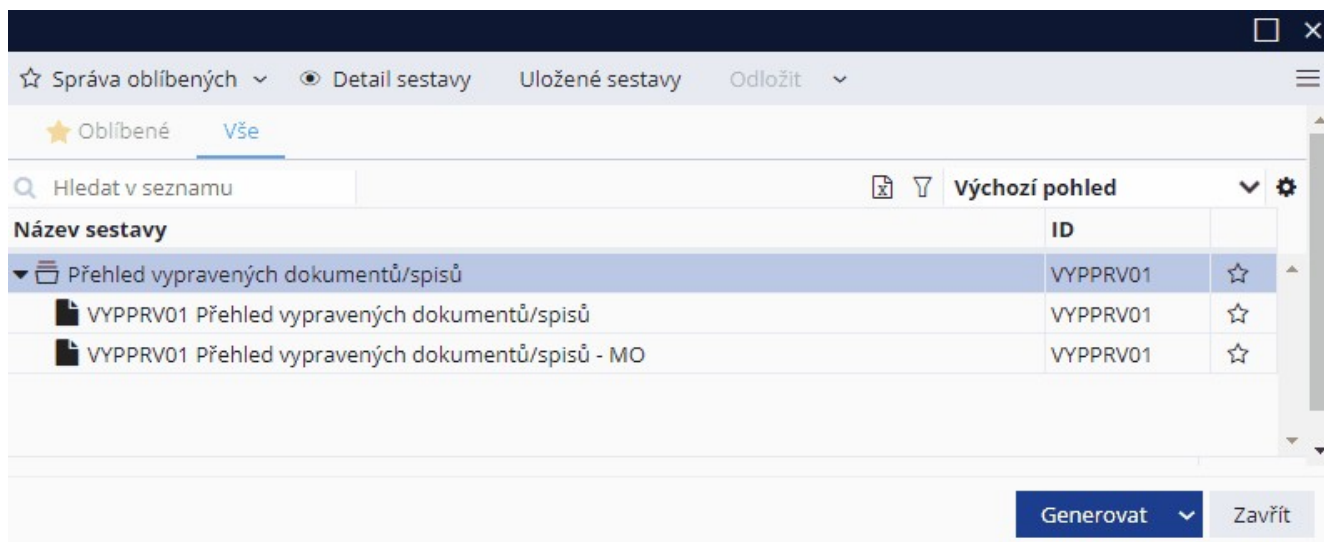 Správa oblíbených Detail sestavy Uložené sestavy Odložit
Oblíbené Vše
Hledat v seznamu Výchozí pohled
Název sestavy ID
Přehled vypravených dokumentů/spisů VYPPRV01
VYPPRV01 Přehled vypravených dokumentů/spisů VYPPRV01
VYPPRV01 Přehled vypravených dokumentů/spisů - MO VYPPRV01
Generovat Zavřít